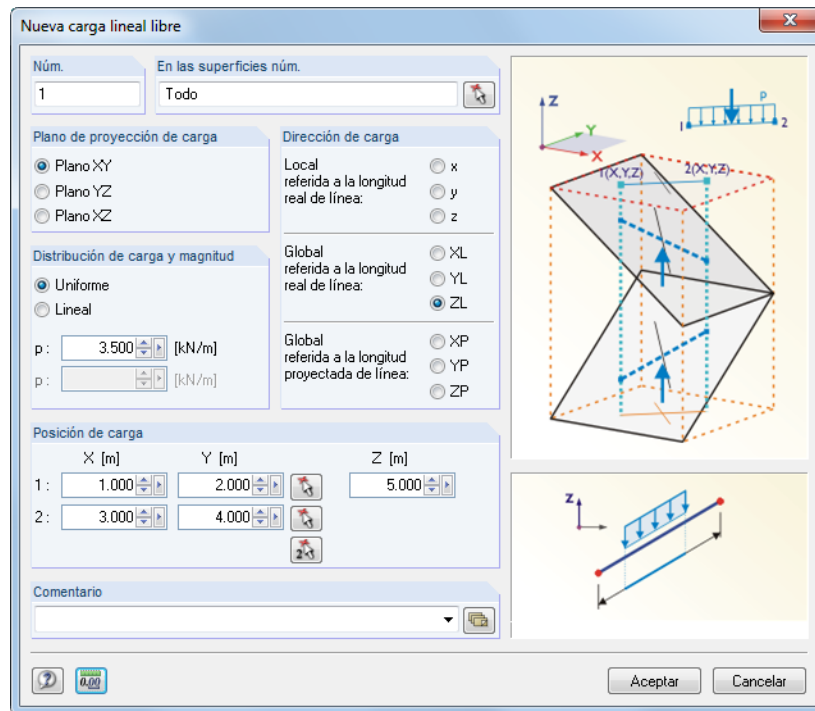 Nueva carga lineal libre
Núm.
En las superficies núm.
1
Todo
Plano de proyección de carga
Plano XY
Plano YZ
Plano XZ
Dirección de carga
Local
referida a la longitud
real de línea:
x
y
z
Global
referida a la longitud
real de línea:
XL
YL
ZL
Global
referida a la longitud
proyectada de línea:
XP
YP
ZP
Distribución de carga y magnitud
Uniforme
Lineal
p : 3.500 [kN/m]
p : [kN/m]
Posición de carga
X [m] Y [m] Z [m]
1 : 1.000 2.000 5.000
2 : 3.000 4.000
2
Comentario
0.00
Aceptar
Cancelar
Z
Y
X
p
1
2
1(X,Y,Z)
2(X,Y,Z)
Z